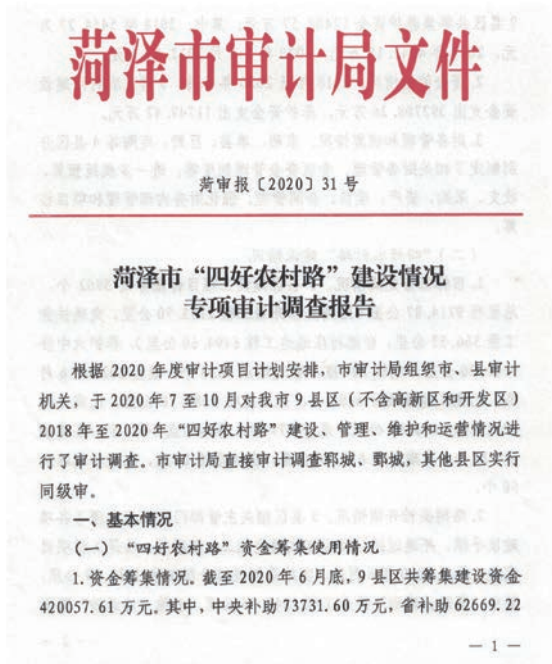 菏泽市审计局文件
菏审报〔2020〕31号
菏泽市“四好农村路”建设情况
专项审计调查报告
根据2020年度审计项目计划安排，市审计局组织市、县审计
机关，于2020年7至10月对我市9县区（不含高新区和开发区）
2018年至2020年“四好农村路”建设、管理、维护和运营情况进
行了审计调查。市审计局直接审计调查郓城、鄄城，其他县区实行
同级审。
一、基本情况
（一）“四好农村路”资金筹集使用情况
1.资金筹集情况。截至2020年6月底，9县区共筹集建设资金
420057.61万元。其中，中央补助73731.60万元，省补助62669.22
— 1 —